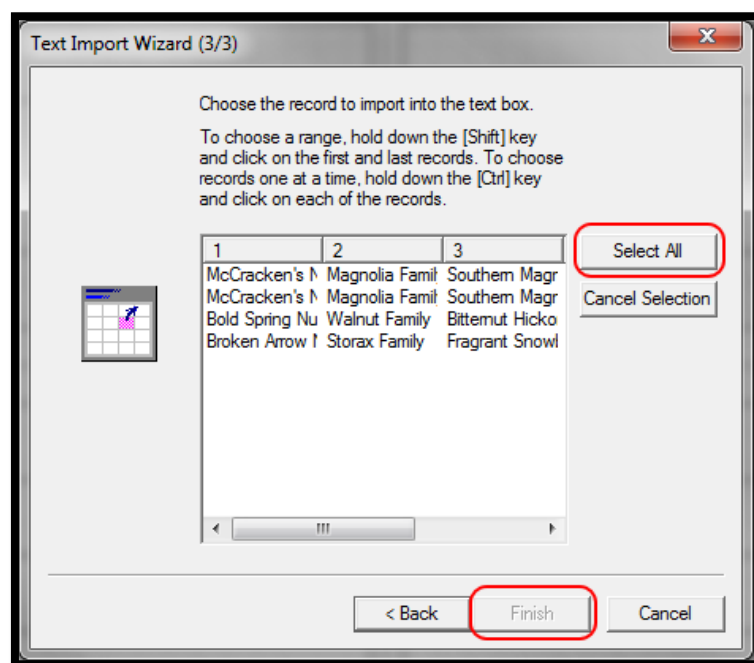 Text Import Wizard (3/3)
Choose the record to import into the text box.
To choose a range, hold down the [Shift] key
and click on the first and last records. To choose
records one at a time, hold down the [Ctrl] key
and click on each of the records.
1 2 3
McCracken's N Magnolia Famil Southern Magr
McCracken's N Magnolia Famil Southern Magr
Bold Spring Nu Walnut Family Bitternut Hicko
Broken Arrow N Storax Family Fragrant Snowl
Select All
Cancel Selection
< Back Finish Cancel